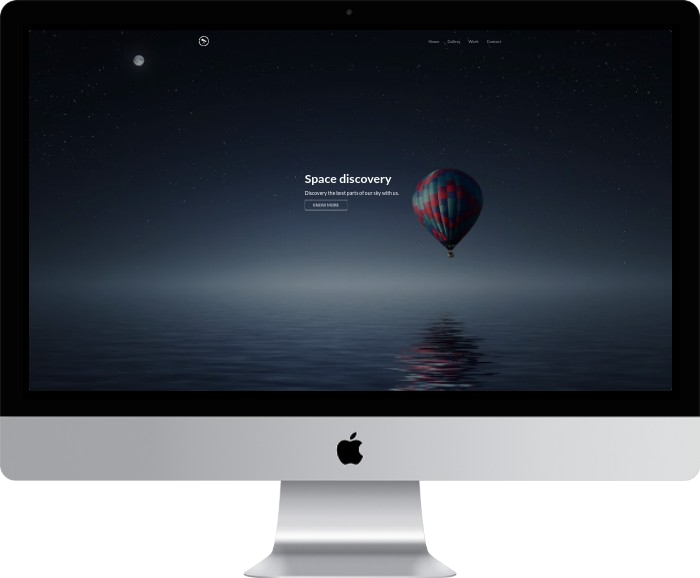 Home Gallery Work Contact
Space discovery
Discovery the best parts of our sky with us.
KNOW MORE